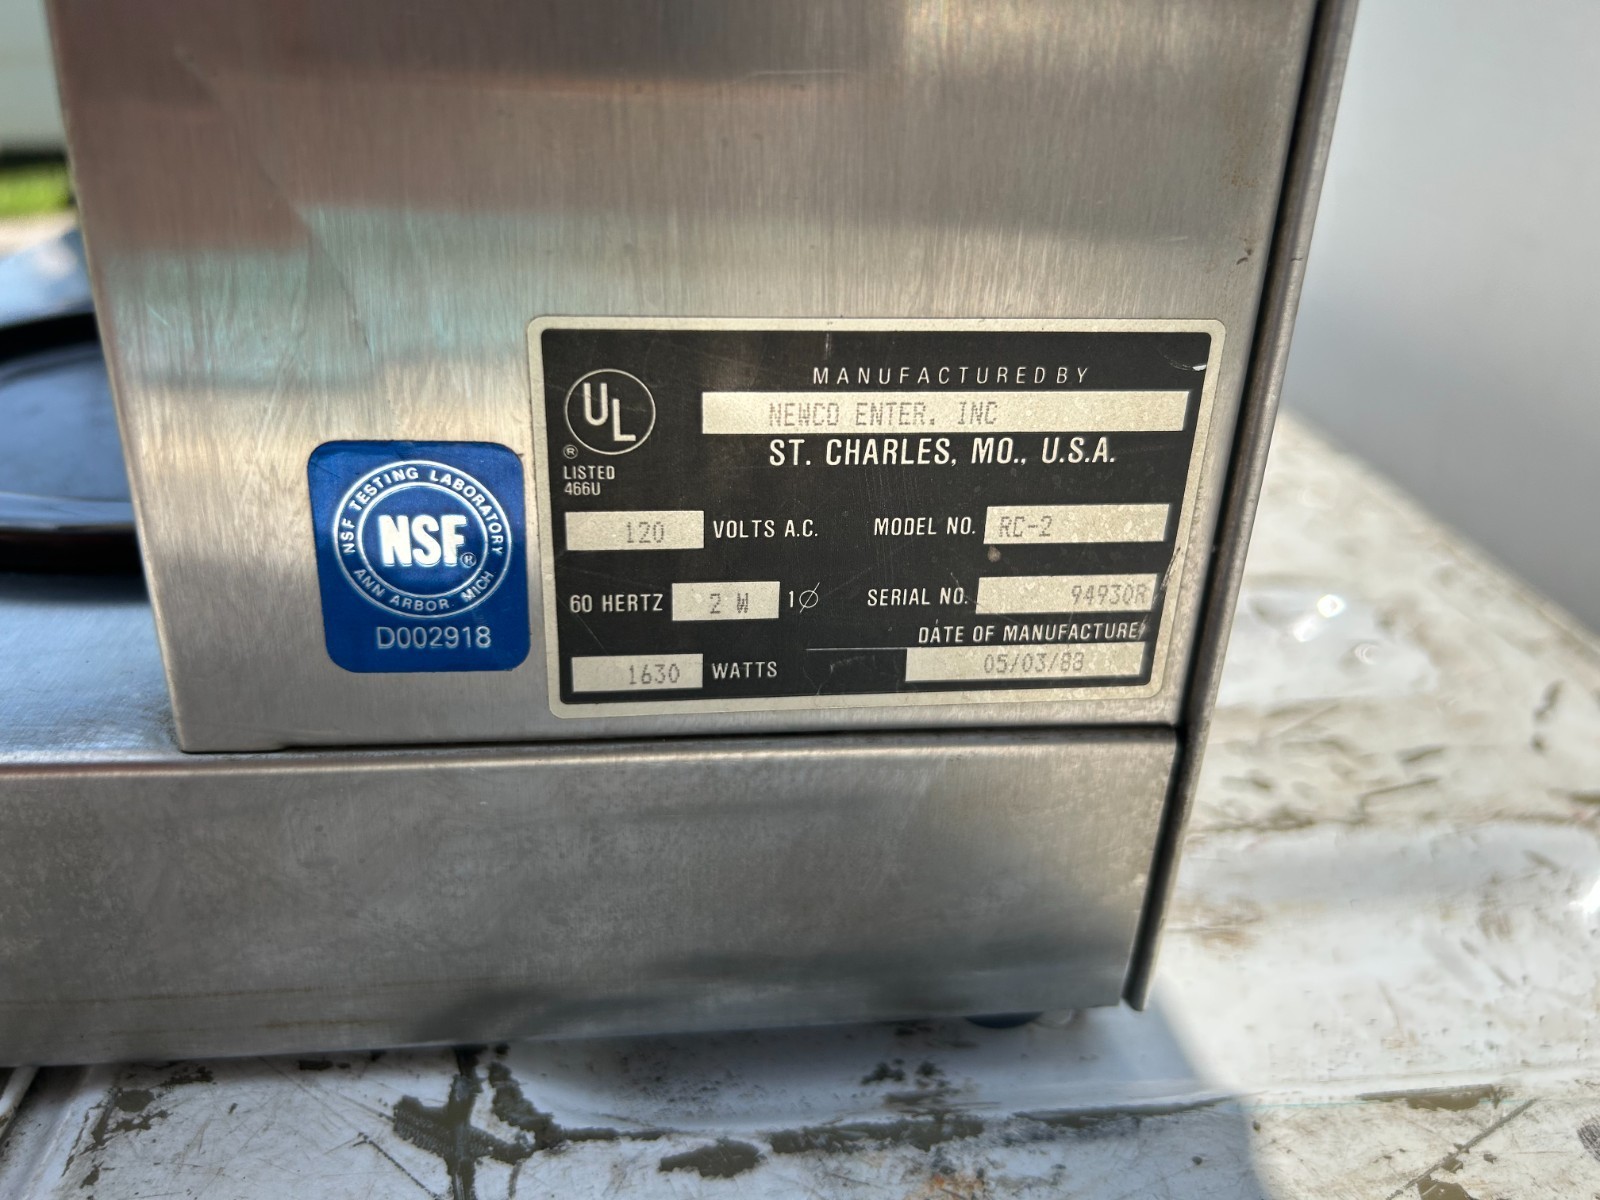 NSF TESTING LABORATORY
NSF®
ANN ARBOR, MICH
D002918
UL
®
LISTED
466U
MANUFACTURED BY
NEWCO ENTER. INC
ST. CHARLES, MO., U.S.A.
120 VOLTS A.C. MODEL NO. RC-2
60 HERTZ 2 W 1Ø SERIAL NO. 94930R
DATE OF MANUFACTURE
1630 WATTS 05/03/88